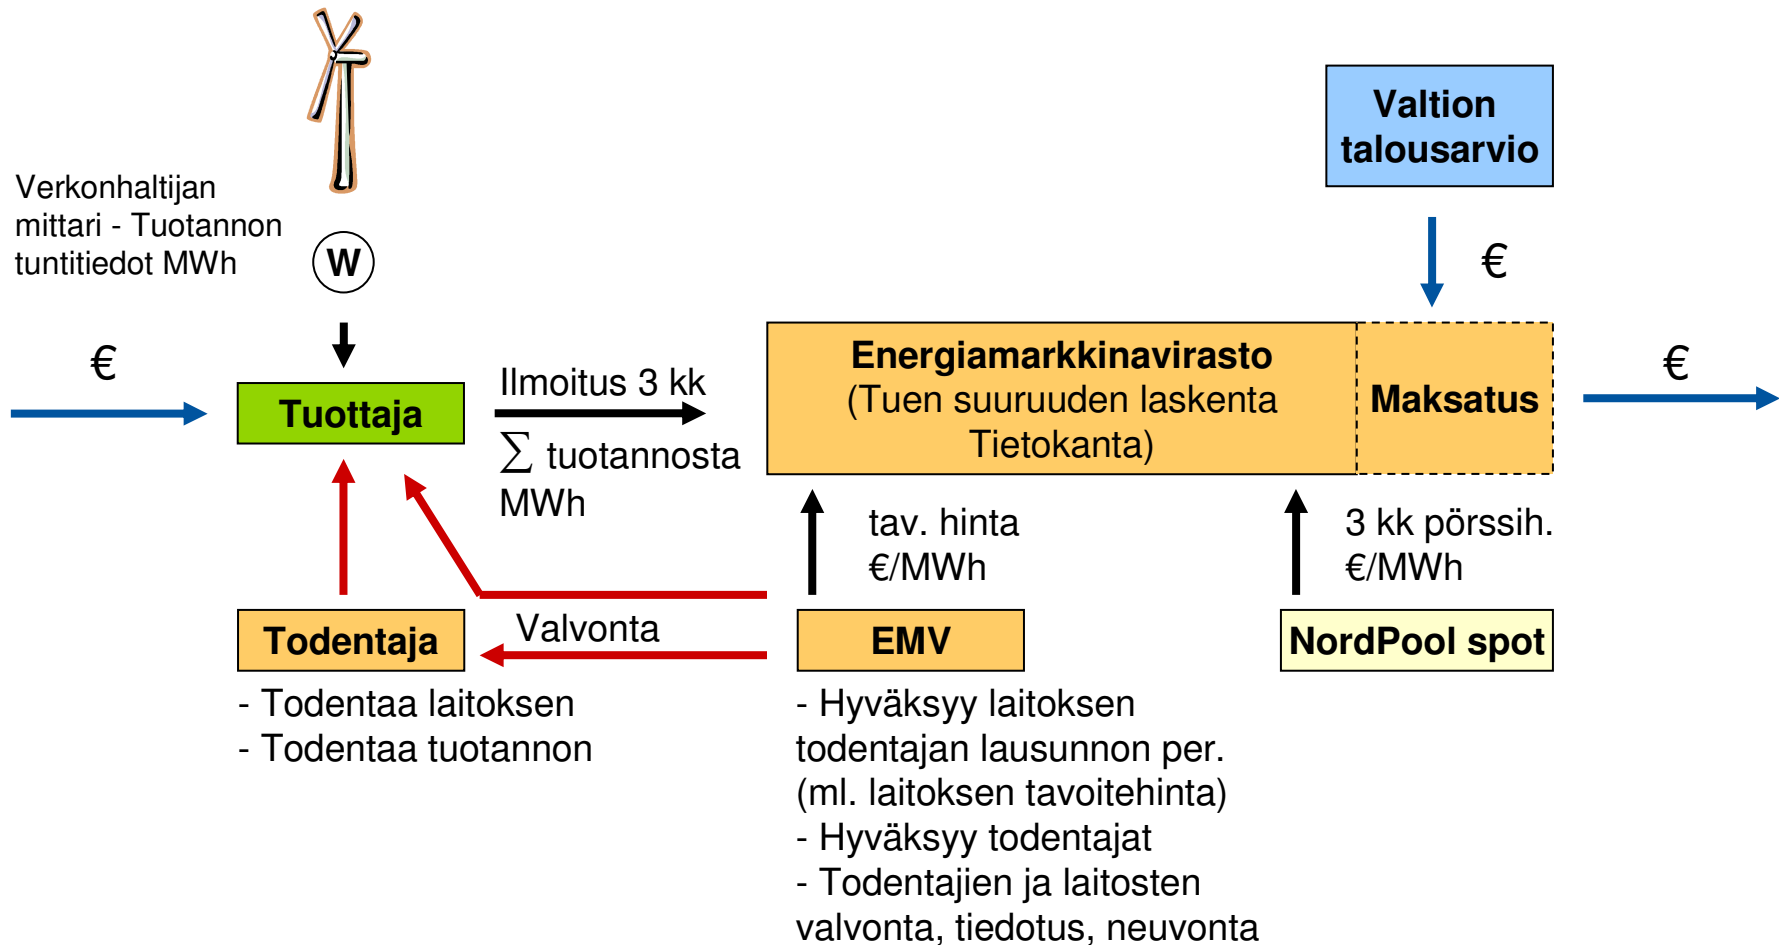 Verkonhaltijan
mittari - Tuotannon
tuntitiedot MWh
W
Valtion
talousarvio
€
€
Tuottaja
Ilmoitus 3 kk
∑ tuotannosta
MWh
Energiamarkkinavirasto
(Tuen suuruuden laskenta
Tietokanta)
Maksatus
€
tav. hinta
€/MWh
3 kk pörssih.
€/MWh
Todentaja
Valvonta
EMV
NordPool spot
- Todentaa laitoksen
- Todentaa tuotannon
- Hyväksyy laitoksen
todentajan lausunnon per.
(ml. laitoksen tavoitehinta)
- Hyväksyy todentajat
- Todentajien ja laitosten
valvonta, tiedotus, neuvonta